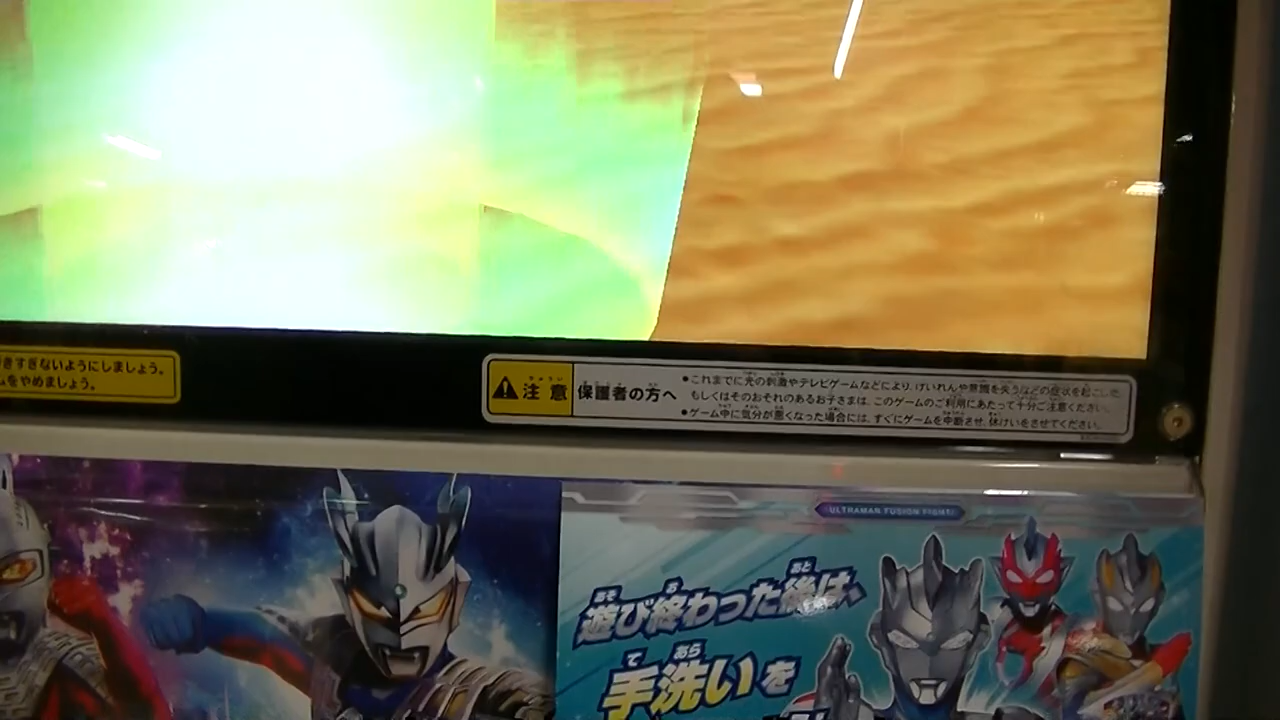 きすぎないようにしましょう。
をやめましょう。
注意
保護者の方へ
●これまでに光の刺激やテレビゲームなどにより、けいれんや意識を失うなどの症状を起こした、
もしくはそのおそれのあるお子さまは、このゲームのご利用にあたって十分ご注意ください。
●ゲーム中に気分が悪くなった場合には、すぐにゲームを中断させ、休けいをさせてください。
ULTRAMAN FUSION FIGHT!
遊び終わった後は、
手洗いを